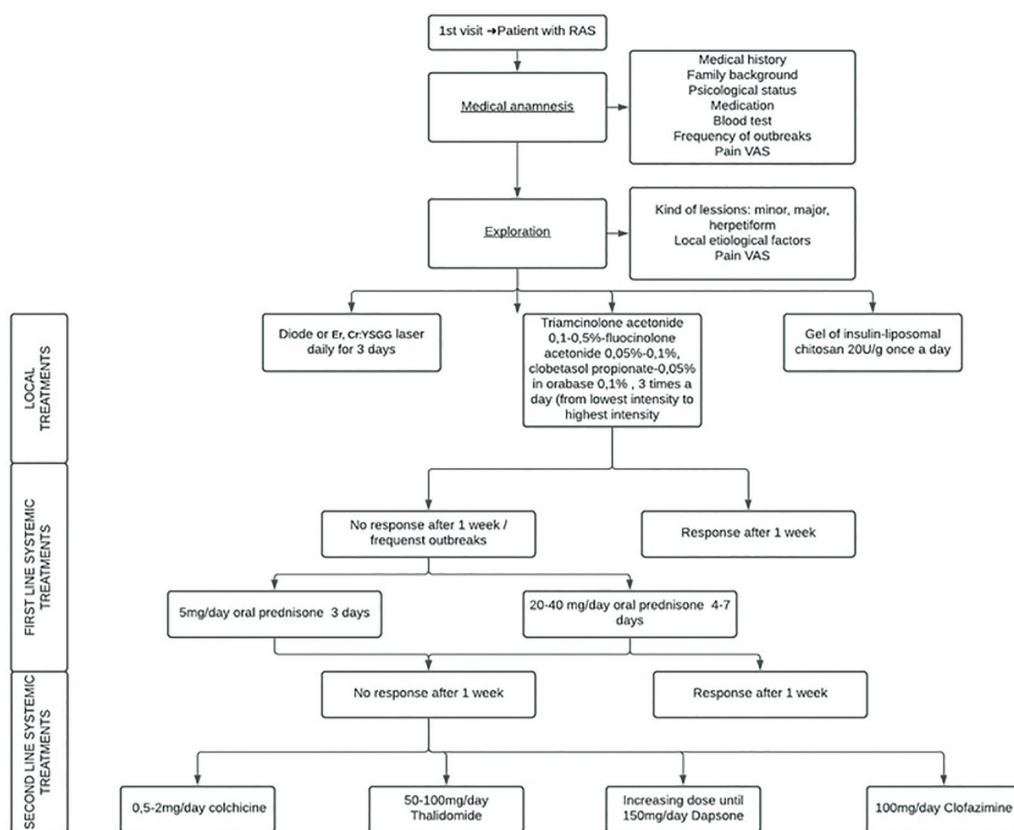 1st visit ➔Patient with RAS
Medical anamnesis
Medical history
Family background
Psicological status
Medication
Blood test
Frequency of outbreaks
Pain VAS
Exploration
Kind of lessions: minor, major,
herpetiform
Local etiological factors
Pain VAS
LOCAL
TREATMENTS
Diode or Er, Cr:YSGG laser
daily for 3 days
Triamcinolone acetonide
0,1-0,5%-fluocinolone
acetonide 0,05%-0,1%,
clobetasol propionate-0,05%
in orabase 0,1% , 3 times a
day (from lowest intensity to
highest intensity
Gel of insulin-liposomal
chitosan 20U/g once a day
FIRST LINE SYSTEMIC
TREATMENTS
No response after 1 week /
frequenst outbreaks
Response after 1 week
5mg/day oral prednisone 3 days
20-40 mg/day oral prednisone 4-7
days
SECOND LINE SYSTEMIC
TREATMENTS
No response after 1 week
Response after 1 week
0,5-2mg/day colchicine
50-100mg/day
Thalidomide
Increasing dose until
150mg/day Dapsone
100mg/day Clofazimine